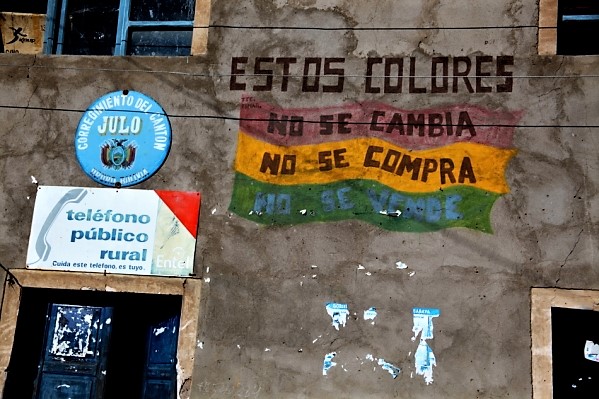 ESTOS COLORES
NO SE CAMBIA
NO SE COMPRA
NO SE VENDE
CORREGIMIENTO DEL CANTON
JULO
teléfono
público
rural
Cuida este teléfono, es tuyo.
Entel